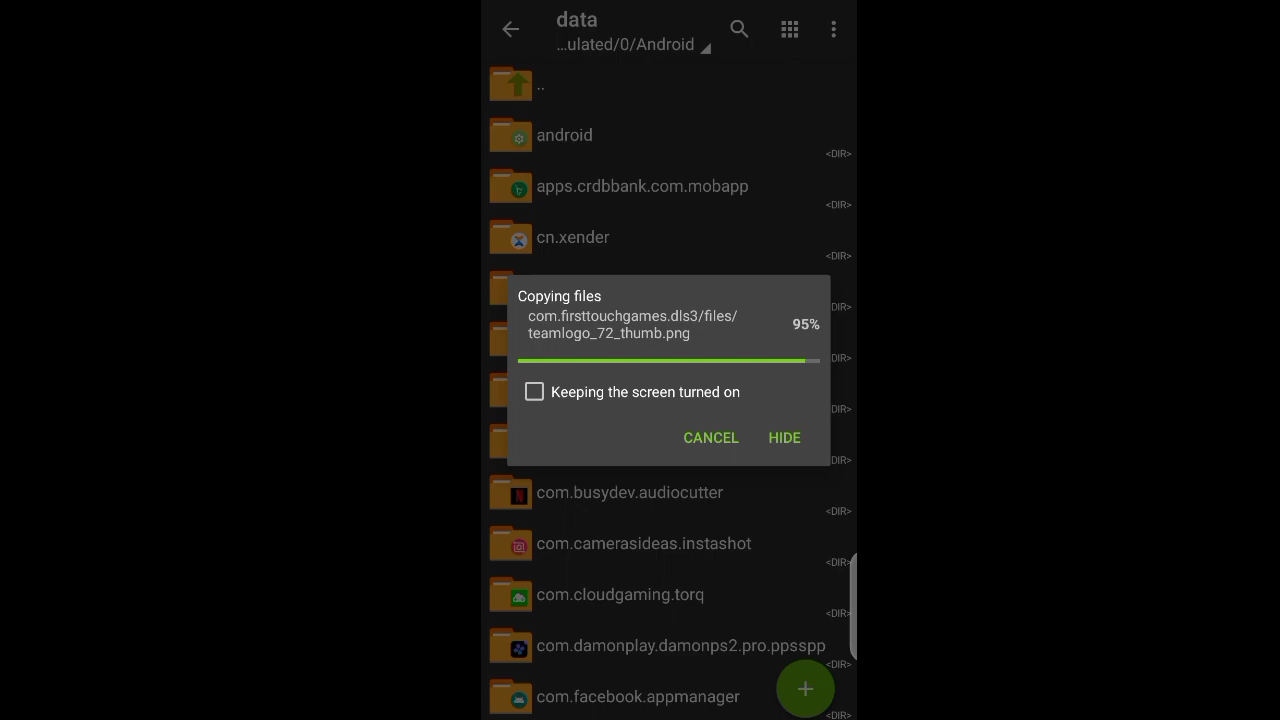 data
...ulated/0/Android
..
android
<DIR>
apps.crdbbank.com.mobapp
<DIR>
cn.xender
<DIR>
Copying files
com.firsttouchgames.dls3/files/
teamlogo_72_thumb.png
95%
Keeping the screen turned on
CANCEL HIDE
<DIR>
<DIR>
<DIR>
<DIR>
com.busydev.audiocutter
<DIR>
com.camerasideas.instashot
<DIR>
com.cloudgaming.torq
<DIR>
com.damonplay.damonps2.pro.ppsspp
<DIR>
com.facebook.appmanager
<DIR>